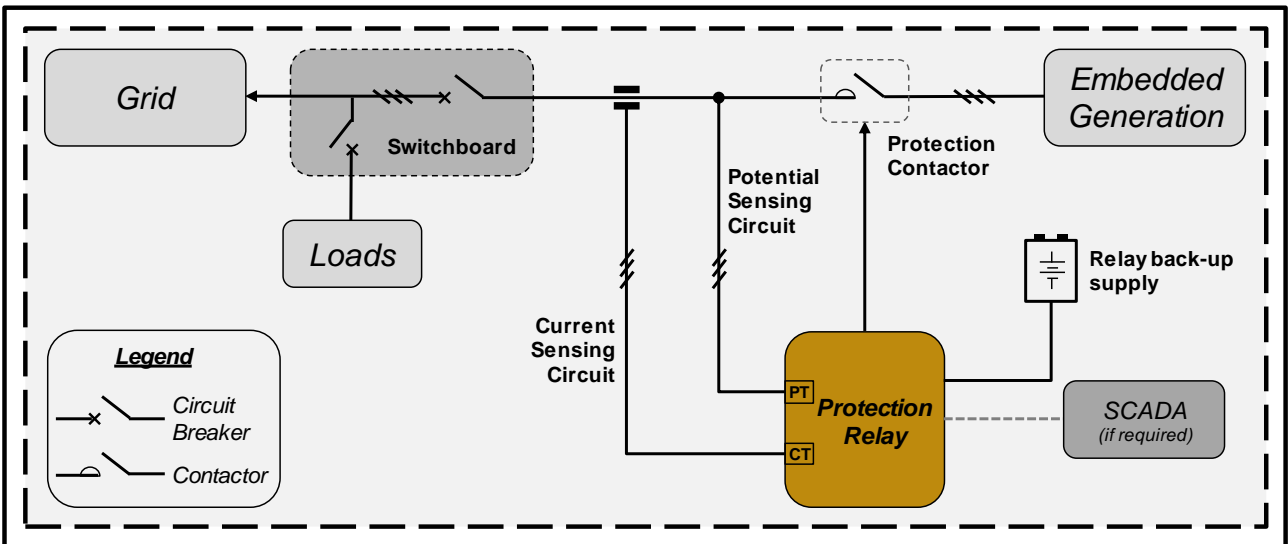 Grid
Switchboard
Loads
Embedded
Generation
Protection
Contactor
Potential
Sensing
Circuit
Relay back-up
supply
Current
Sensing
Circuit
PT
CT
Protection
Relay
SCADA
(if required)
Legend
Circuit
Breaker
Contactor